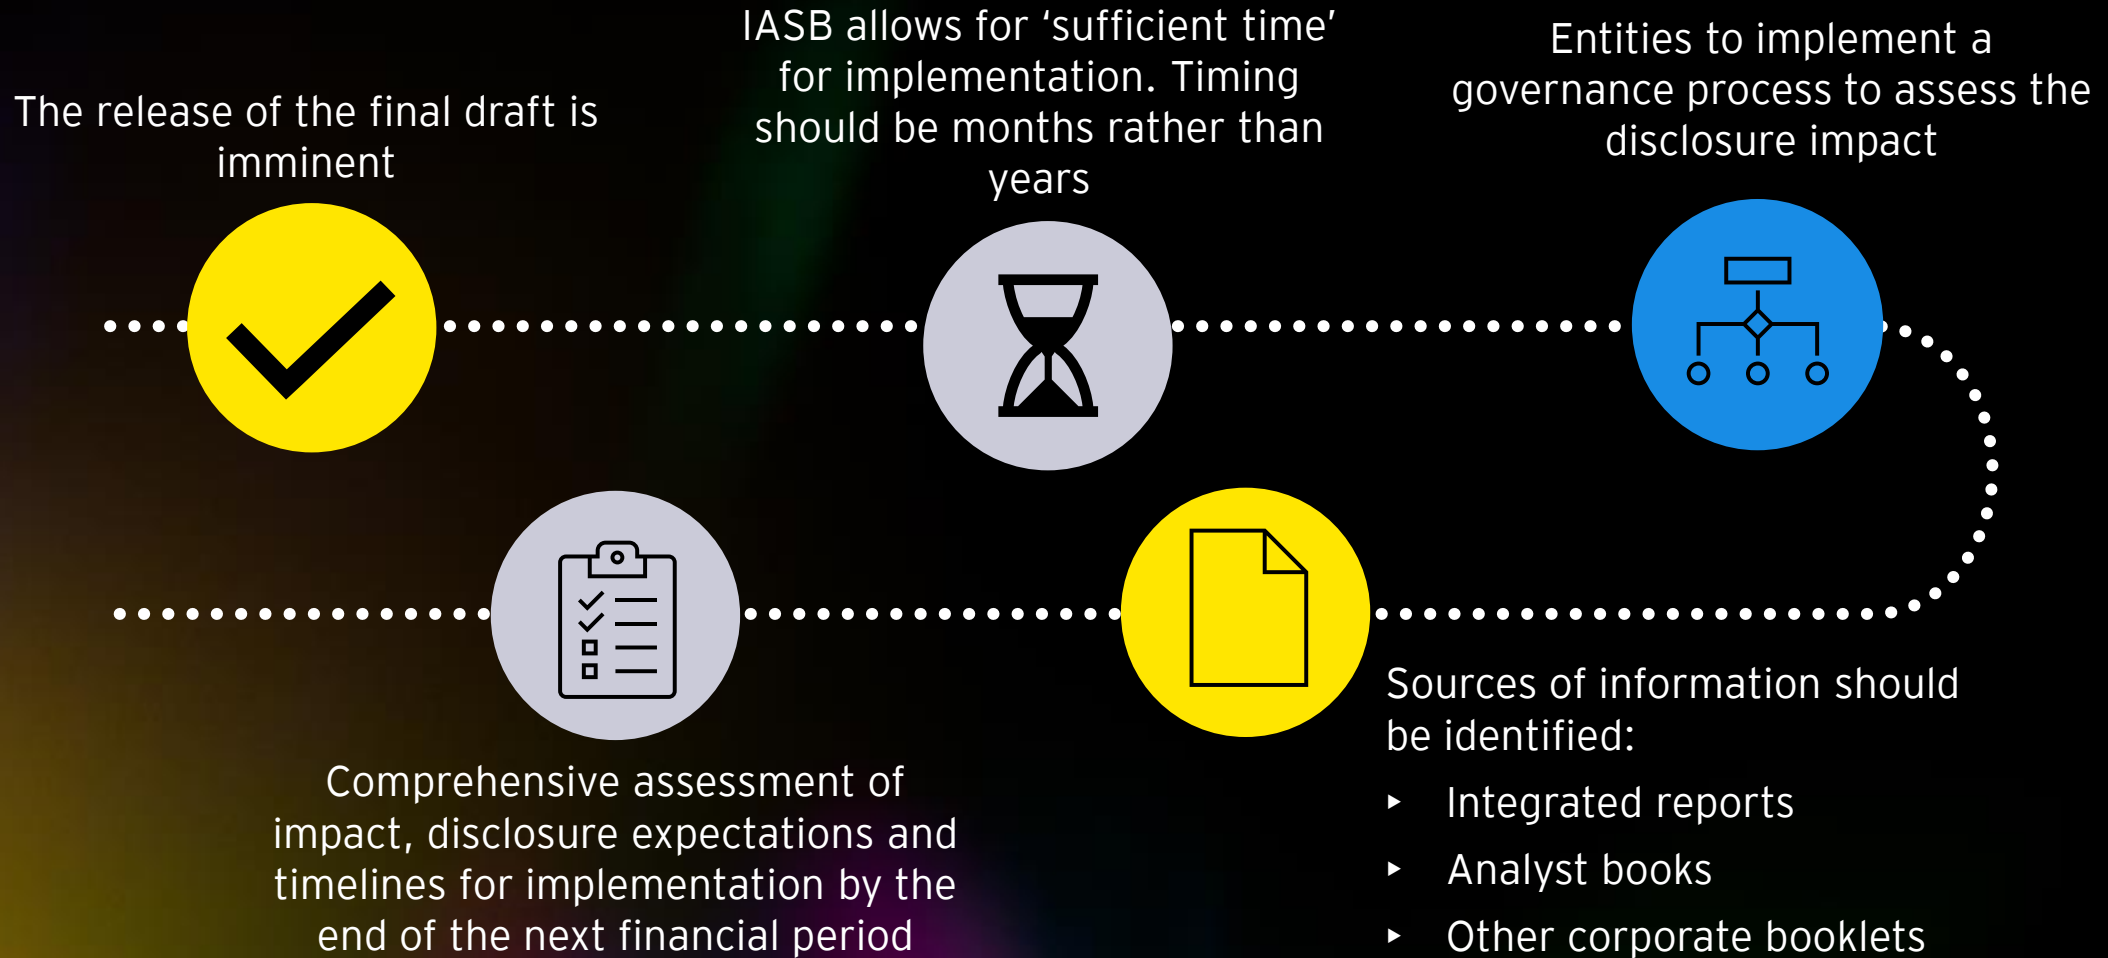 The release of the final draft is
imminent
IASB allows for ‘sufficient time’
for implementation. Timing
should be months rather than
years
Entities to implement a
governance process to assess the
disclosure impact
Sources of information should
be identified:
▸ Integrated reports
▸ Analyst books
▸ Other corporate booklets
Comprehensive assessment of
impact, disclosure expectations and
timelines for implementation by the
end of the next financial period